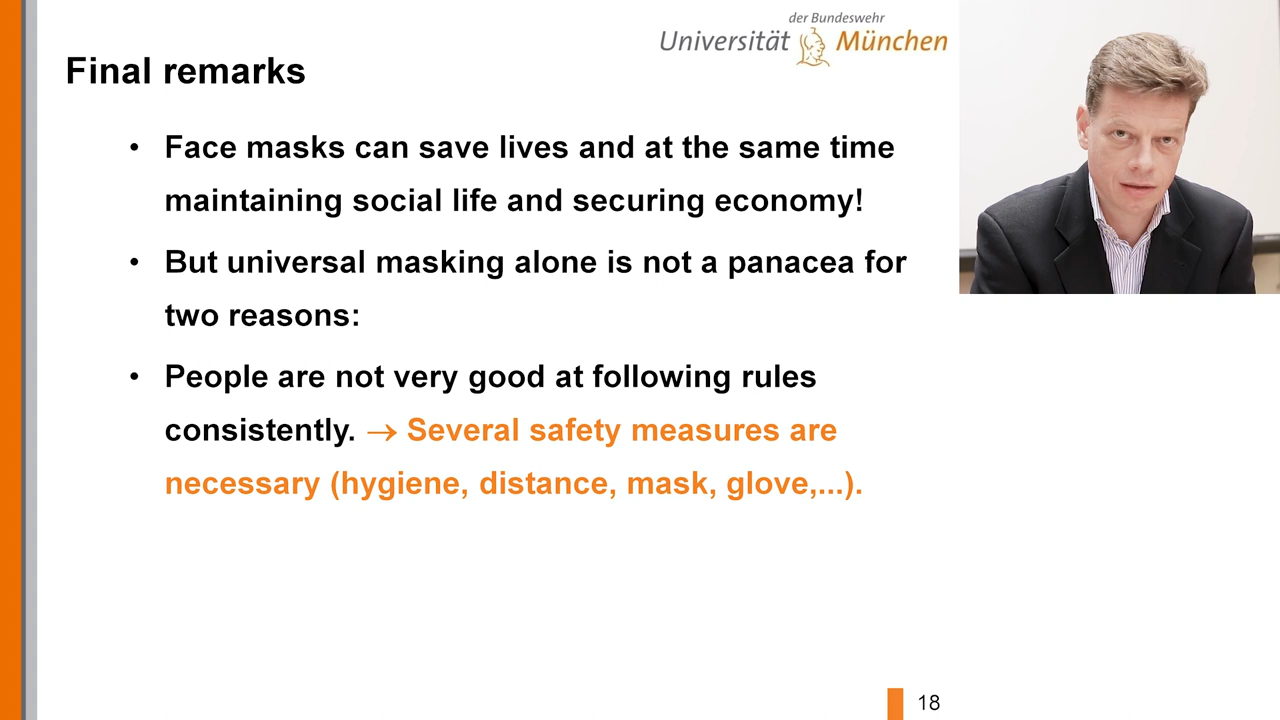 der Bundeswehr
Universität München
Final remarks
• Face masks can save lives and at the same time
maintaining social life and securing economy!
• But universal masking alone is not a panacea for
two reasons:
• People are not very good at following rules
consistently. → Several safety measures are
necessary (hygiene, distance, mask, glove,...).
18